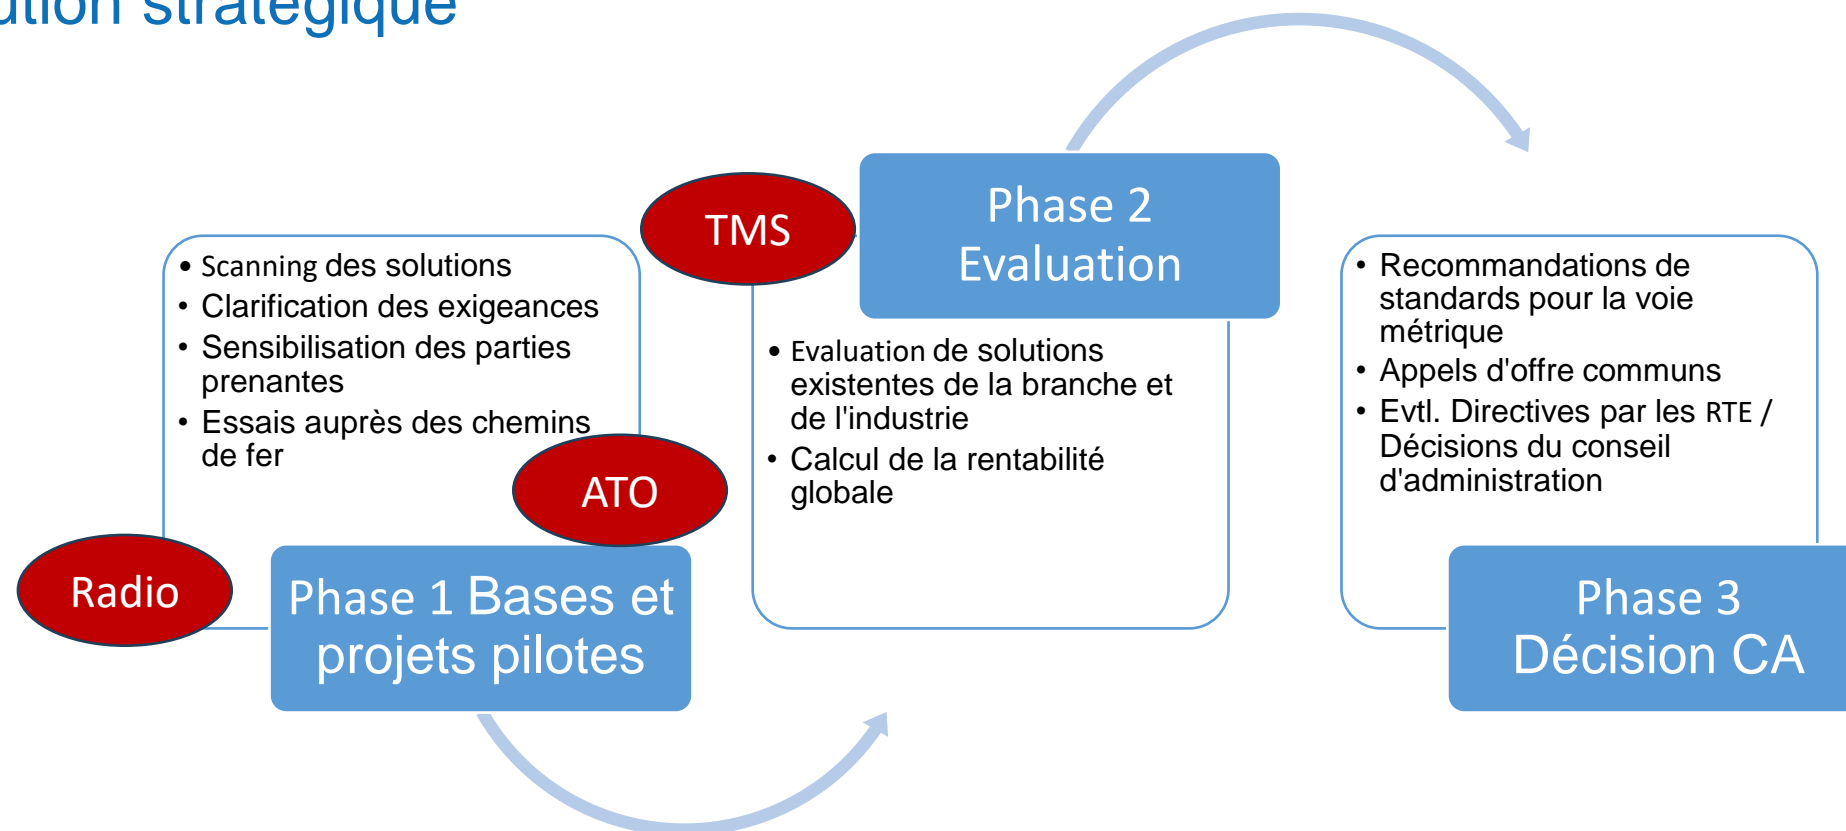 stratégique
• Scanning des solutions
• Clarification des exigeances
• Sensibilisation des parties
prenantes
• Essais auprès des chemins
de fer
Radio
ATO
Phase 1 Bases et
projets pilotes
TMS
Phase 2
Evaluation
• Evaluation de solutions
existentes de la branche et
de l'industrie
• Calcul de la rentabilité
globale
• Recommandations de
standards pour la voie
métrique
• Appels d'offre communs
• Evtl. Directives par les RTE /
Décisions du conseil
d'administration
Phase 3
Décision CA